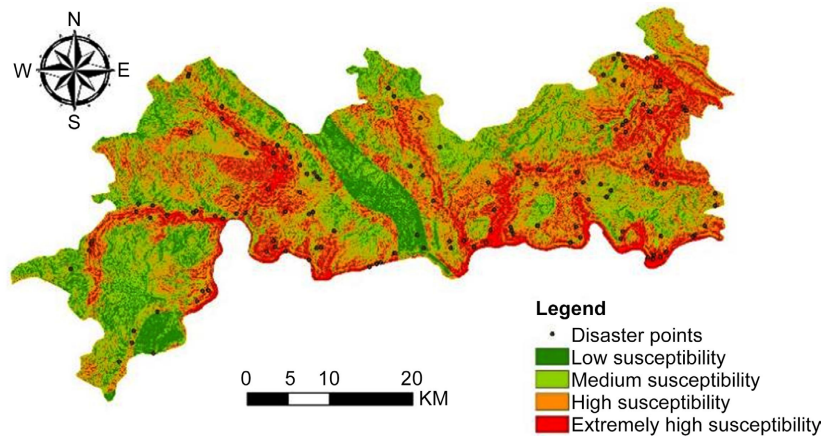 N
W E
S
Legend
Disaster points
Low susceptibility
Medium susceptibility
High susceptibility
Extremely high susceptibility
0 5 10 20
KM